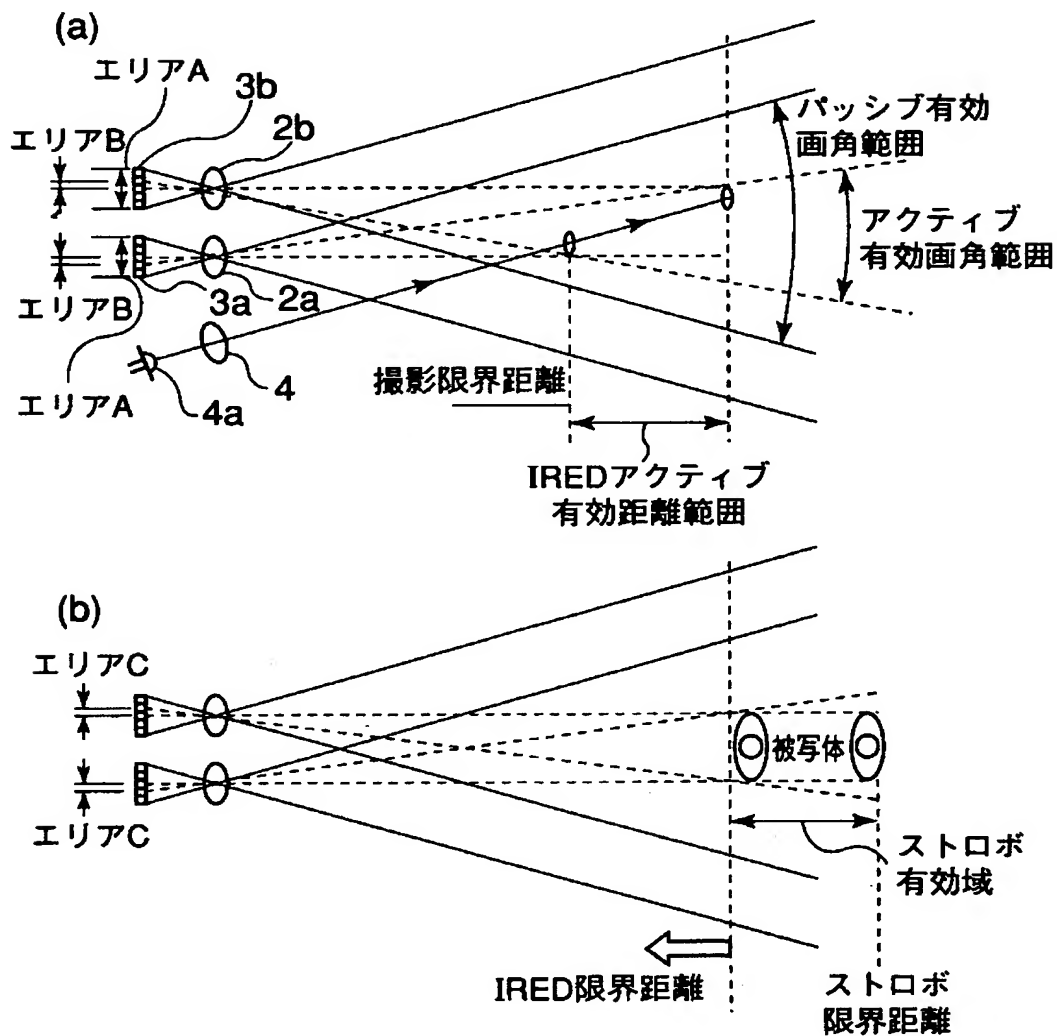 (a)
エリアA
3b
エリアB
2b
パッシブ有効
画角範囲
アクティブ
有効画角範囲
エリアB
3a
2a
エリアA
4a
4
撮影限界距離
IREDアクティブ
有効距離範囲
(b)
エリアC
被写体
エリアC
ストロボ
有効域
IRED限界距離
ストロボ
限界距離